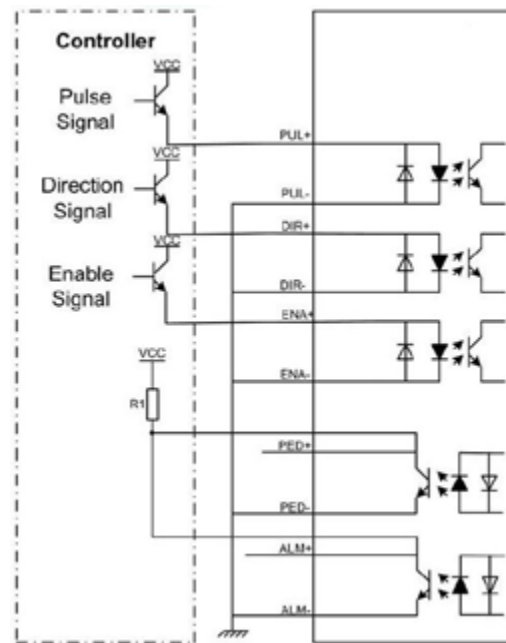 Controller
VCC
Pulse
Signal
PUL+
VCC
Direction
Signal
PUL-
DIR+
VCC
Enable
Signal
DIR-
ENA+
VCC
ENA-
R1
PED+
PED-
ALM+
ALM-